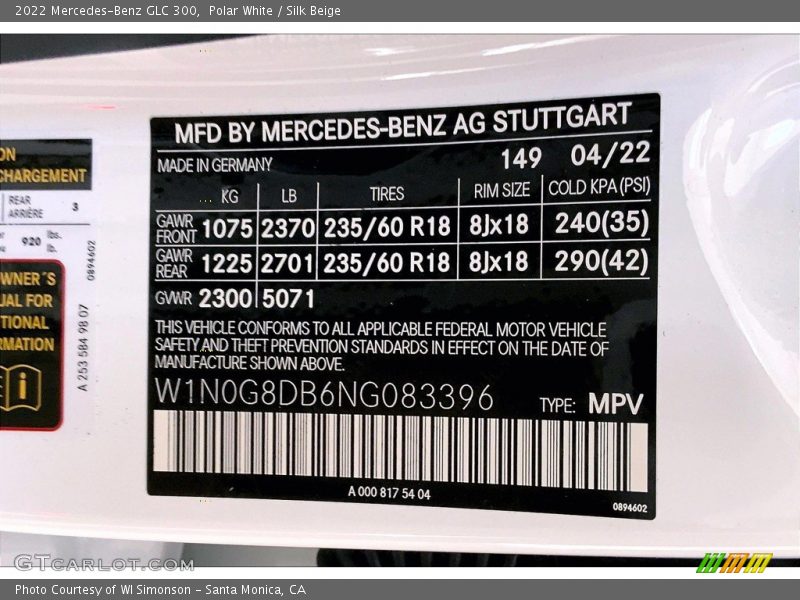 2022 Mercedes-Benz GLC 300,  Polar White / Silk Beige
ON
CHARGEMENT
REAR
ARRIÈRE
3
920 lbs.
lb.
0894602
WNER´S
UAL FOR
TIONAL
RMATION
A 253 584 98 07
MFD BY MERCEDES-BENZ AG STUTTGART
MADE IN GERMANY 149 04/22
KG LB TIRES RIM SIZE COLD KPA (PSI)
GAWR FRONT 1075 2370 235/60 R18 8Jx18 240(35)
GAWR REAR 1225 2701 235/60 R18 8Jx18 290(42)
GVWR 2300 5071
THIS VEHICLE CONFORMS TO ALL APPLICABLE FEDERAL MOTOR VEHICLE
SAFETY AND THEFT PREVENTION STANDARDS IN EFFECT ON THE DATE OF
MANUFACTURE SHOWN ABOVE.
W1N0G8DB6NG083396 TYPE: MPV
A 000 817 54 04
0894602
GTCARLOT.COM
Photo Courtesy of WI Simonson - Santa Monica, CA